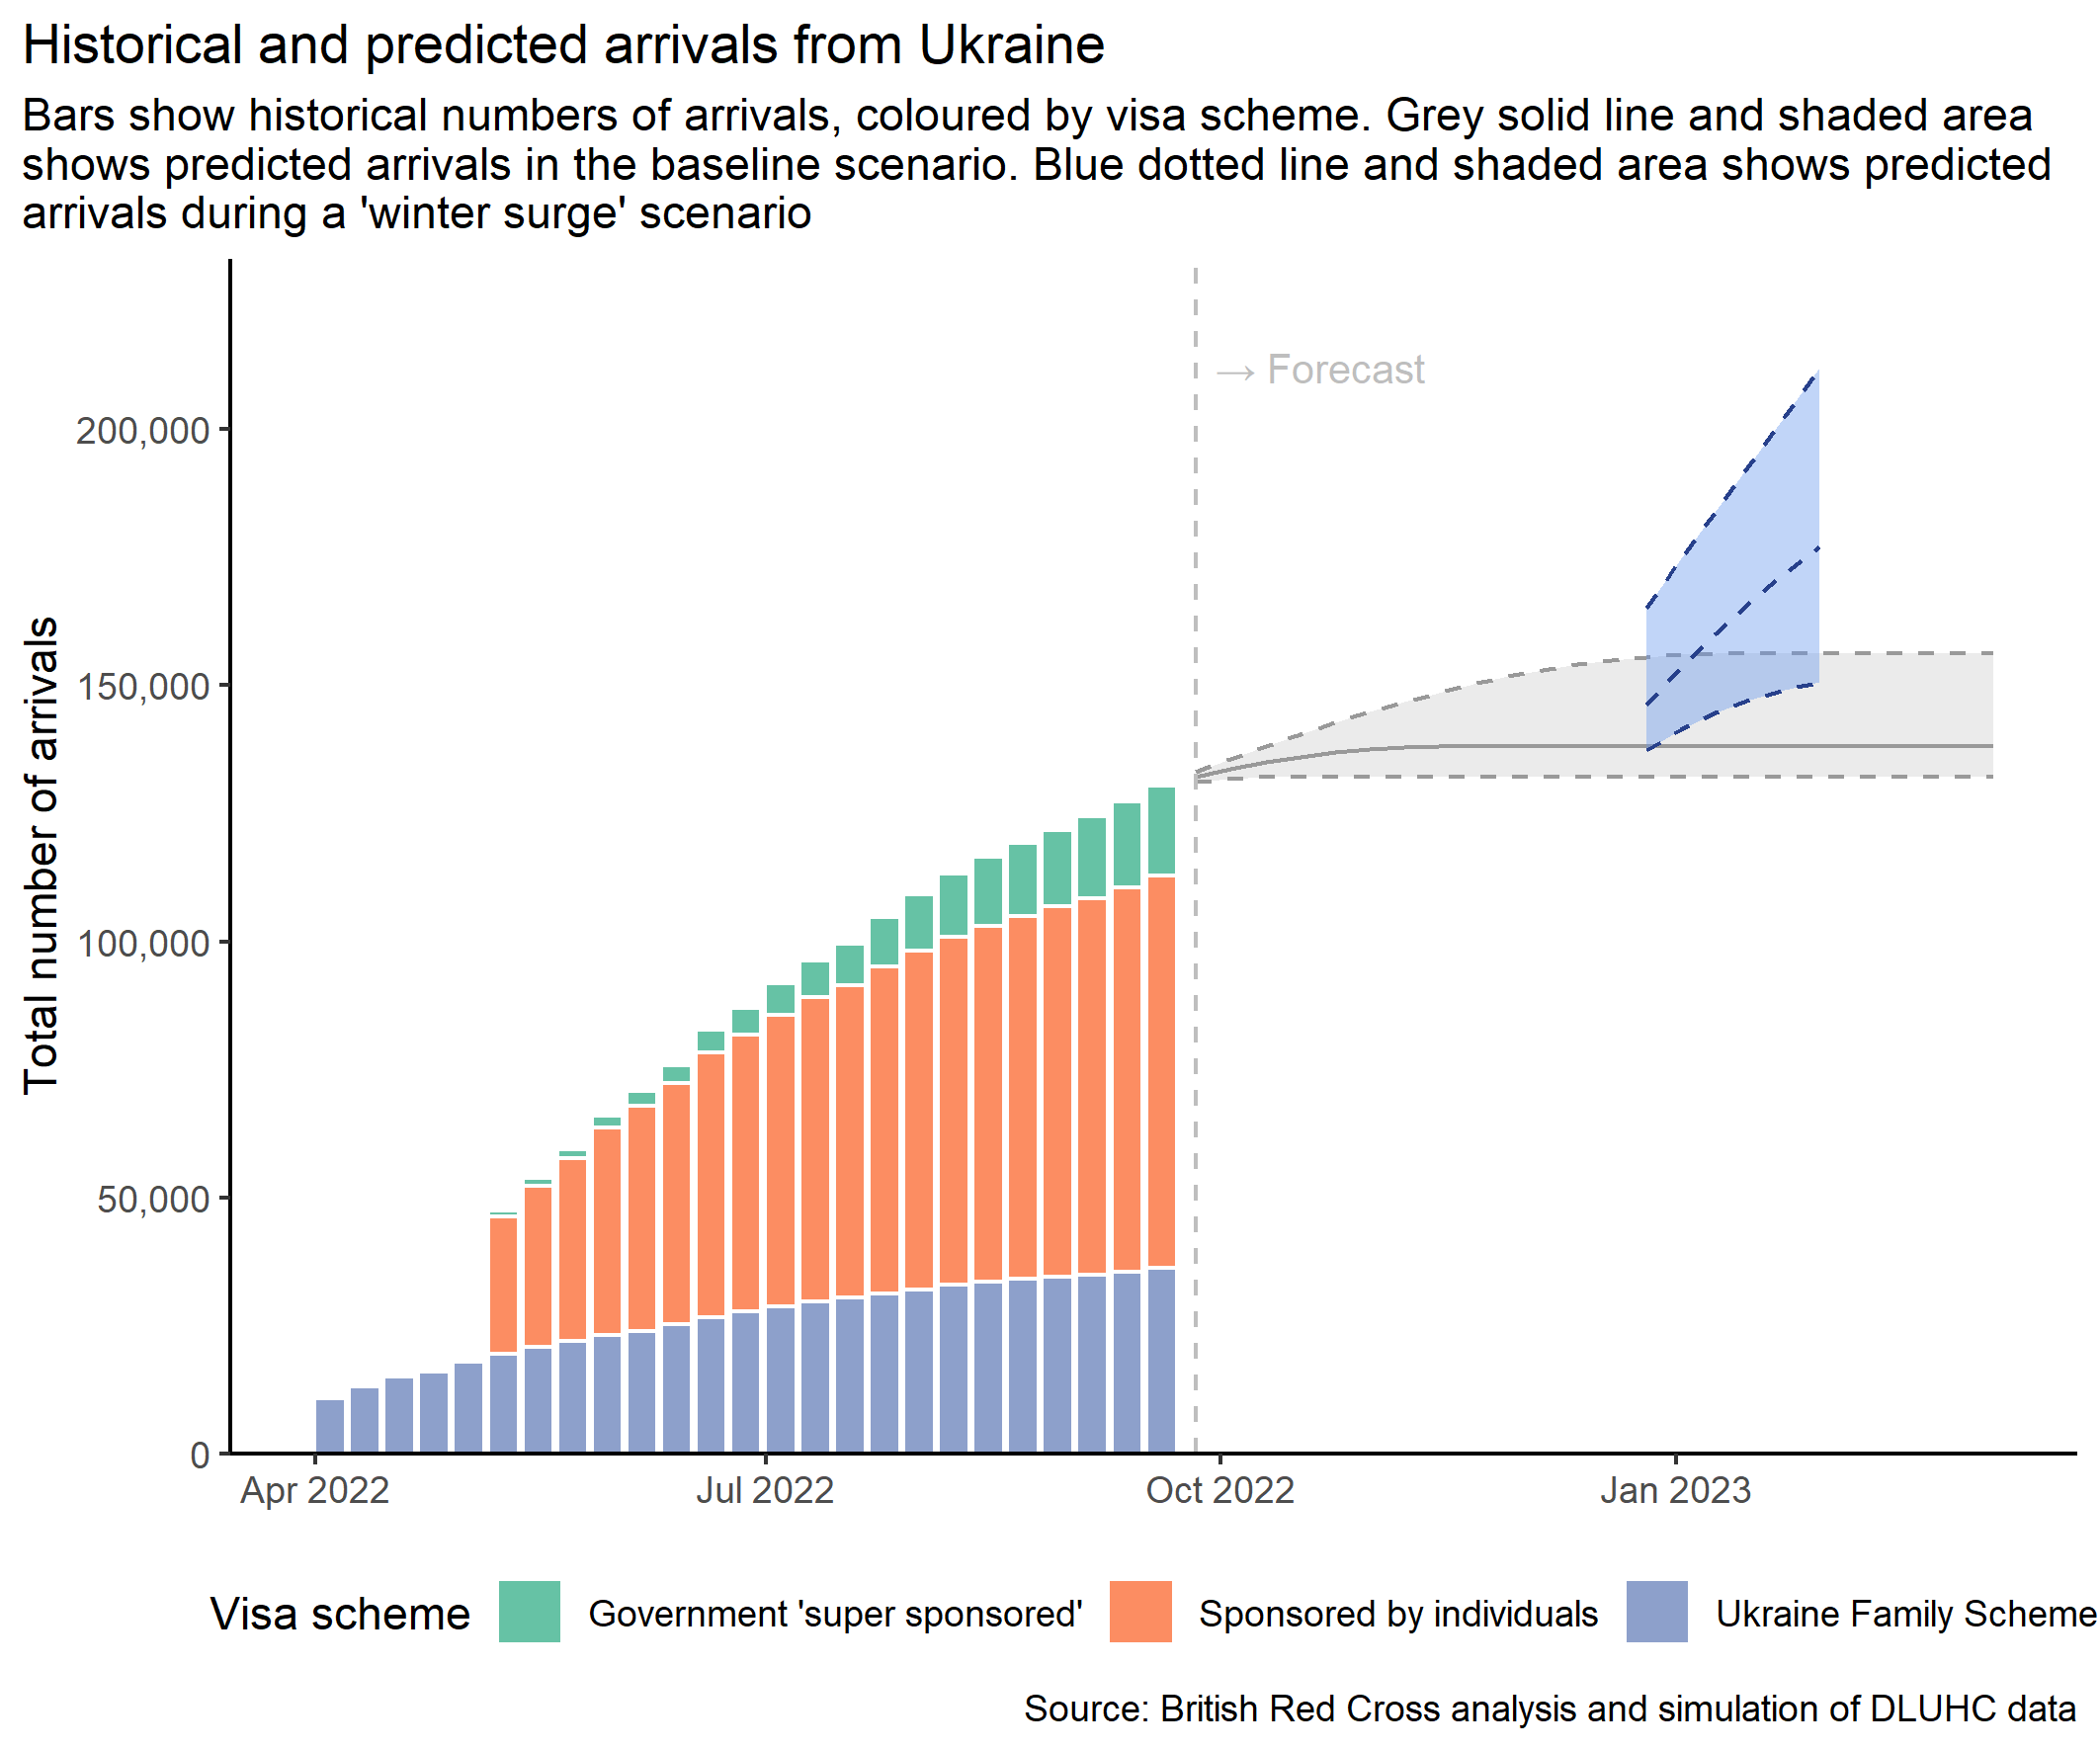 Historical and predicted arrivals from Ukraine
Bars show historical numbers of arrivals, coloured by visa scheme. Grey solid line and shaded area
shows predicted arrivals in the baseline scenario. Blue dotted line and shaded area shows predicted
arrivals during a 'winter surge' scenario
→ Forecast
Total number of arrivals
200,000
150,000
100,000
50,000
0
Apr 2022
Jul 2022
Oct 2022
Jan 2023
Visa scheme
Government 'super sponsored'
Sponsored by individuals
Ukraine Family Scheme
Source: British Red Cross analysis and simulation of DLUHC data